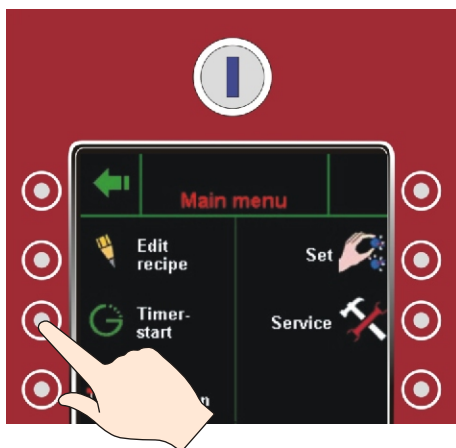 Main menu
Edit
recipe
Set
Timer-
start
Service